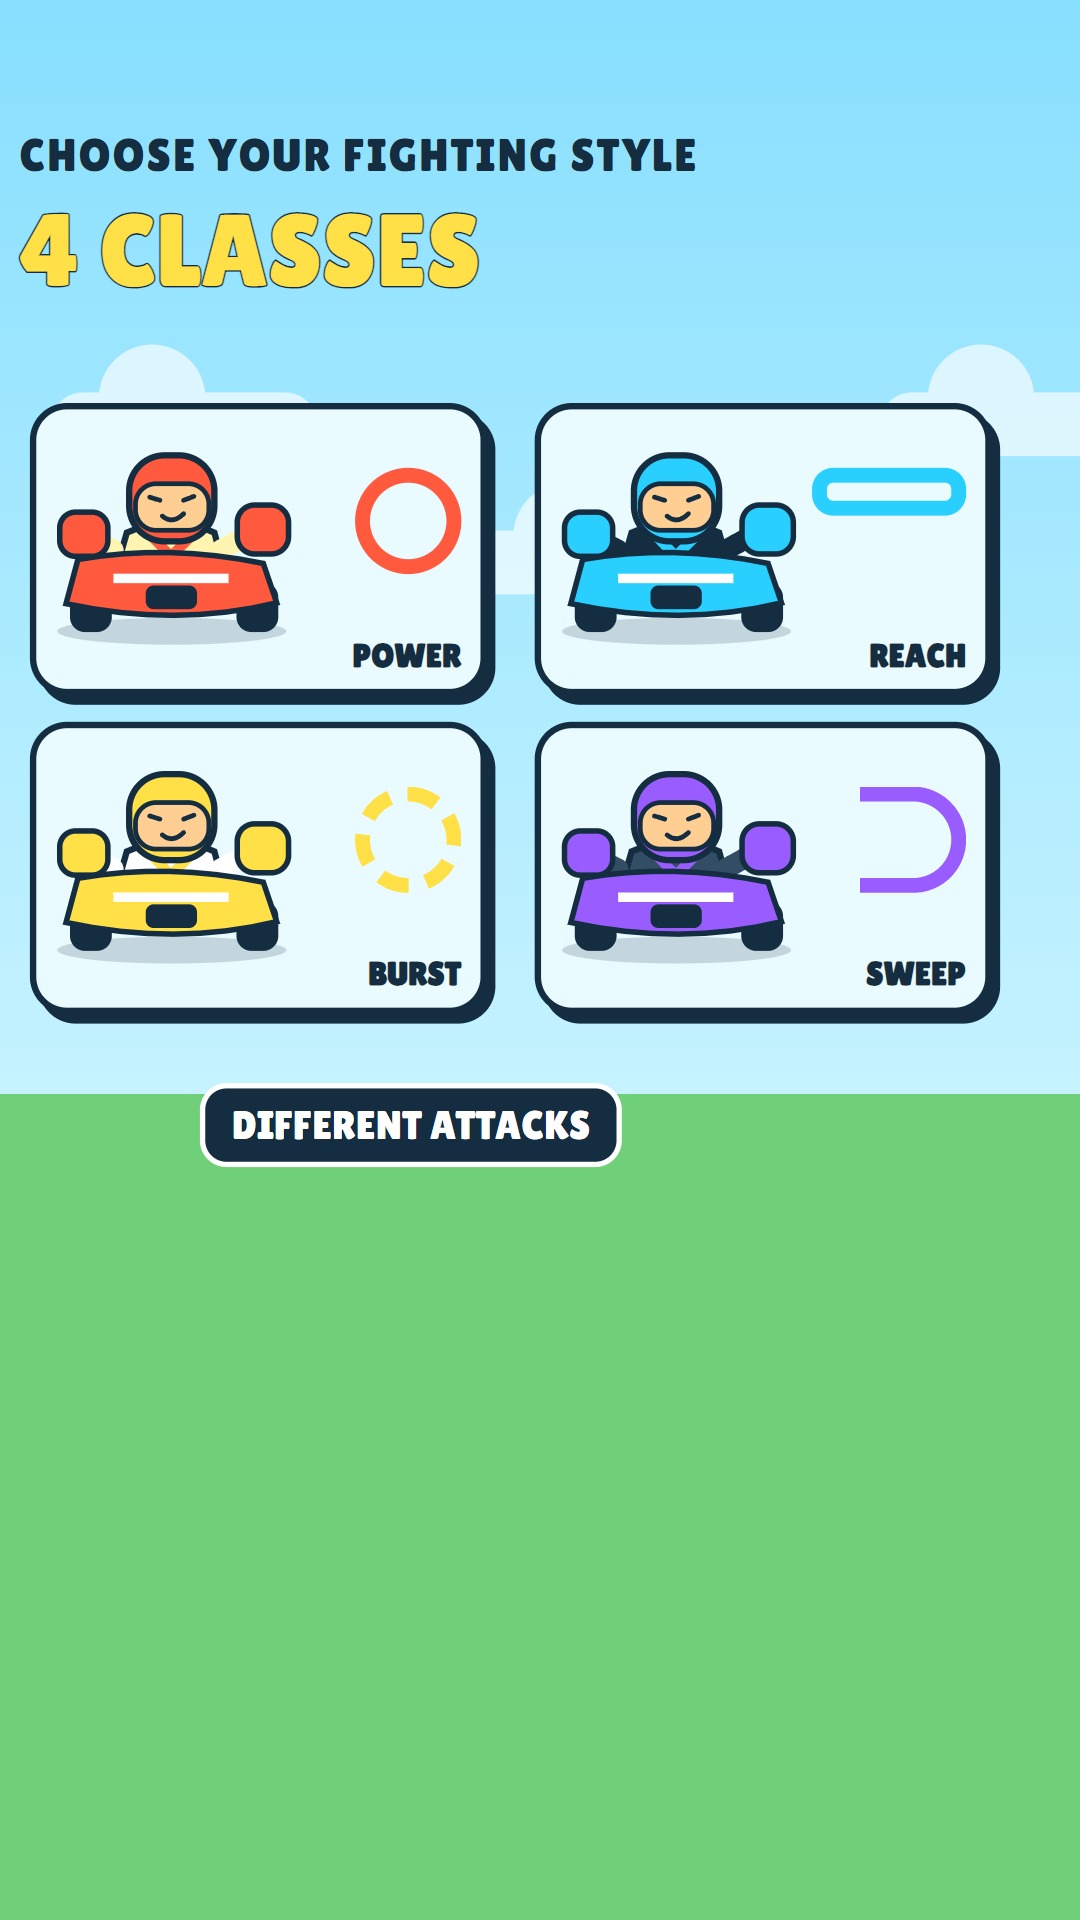 CHOOSE YOUR FIGHTING STYLE
4 CLASSES
POWER
REACH
BURST
SWEEP
DIFFERENT ATTACKS